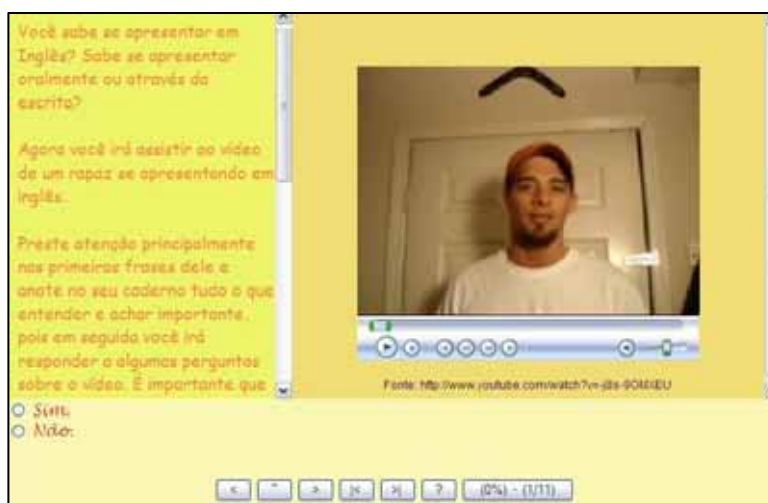 Você sabe se apresentar em
Inglês? Sabe se apresentar
oralmente ou através da
escrita?
Agora você irá assistir ao vídeo
de um rapaz se apresentando em
inglês.
Preste atenção principalmente
nas primeiras frases dele e
anote no seu caderno tudo o que
entender e achar importante,
pois em seguida você irá
responder a algumas perguntas
sobre o vídeo. É importante que
Fonte: http://www.youtube.com/watch?v=
Sim.
Não.
< ^ > |< >| ? (0%) - (1/11)